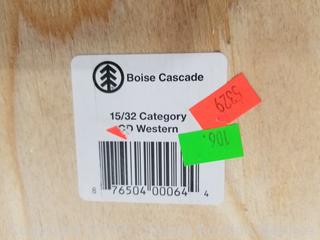 Boise Cascade
15/32 Category
CD Western
5329
106.
8 76504 00064 4